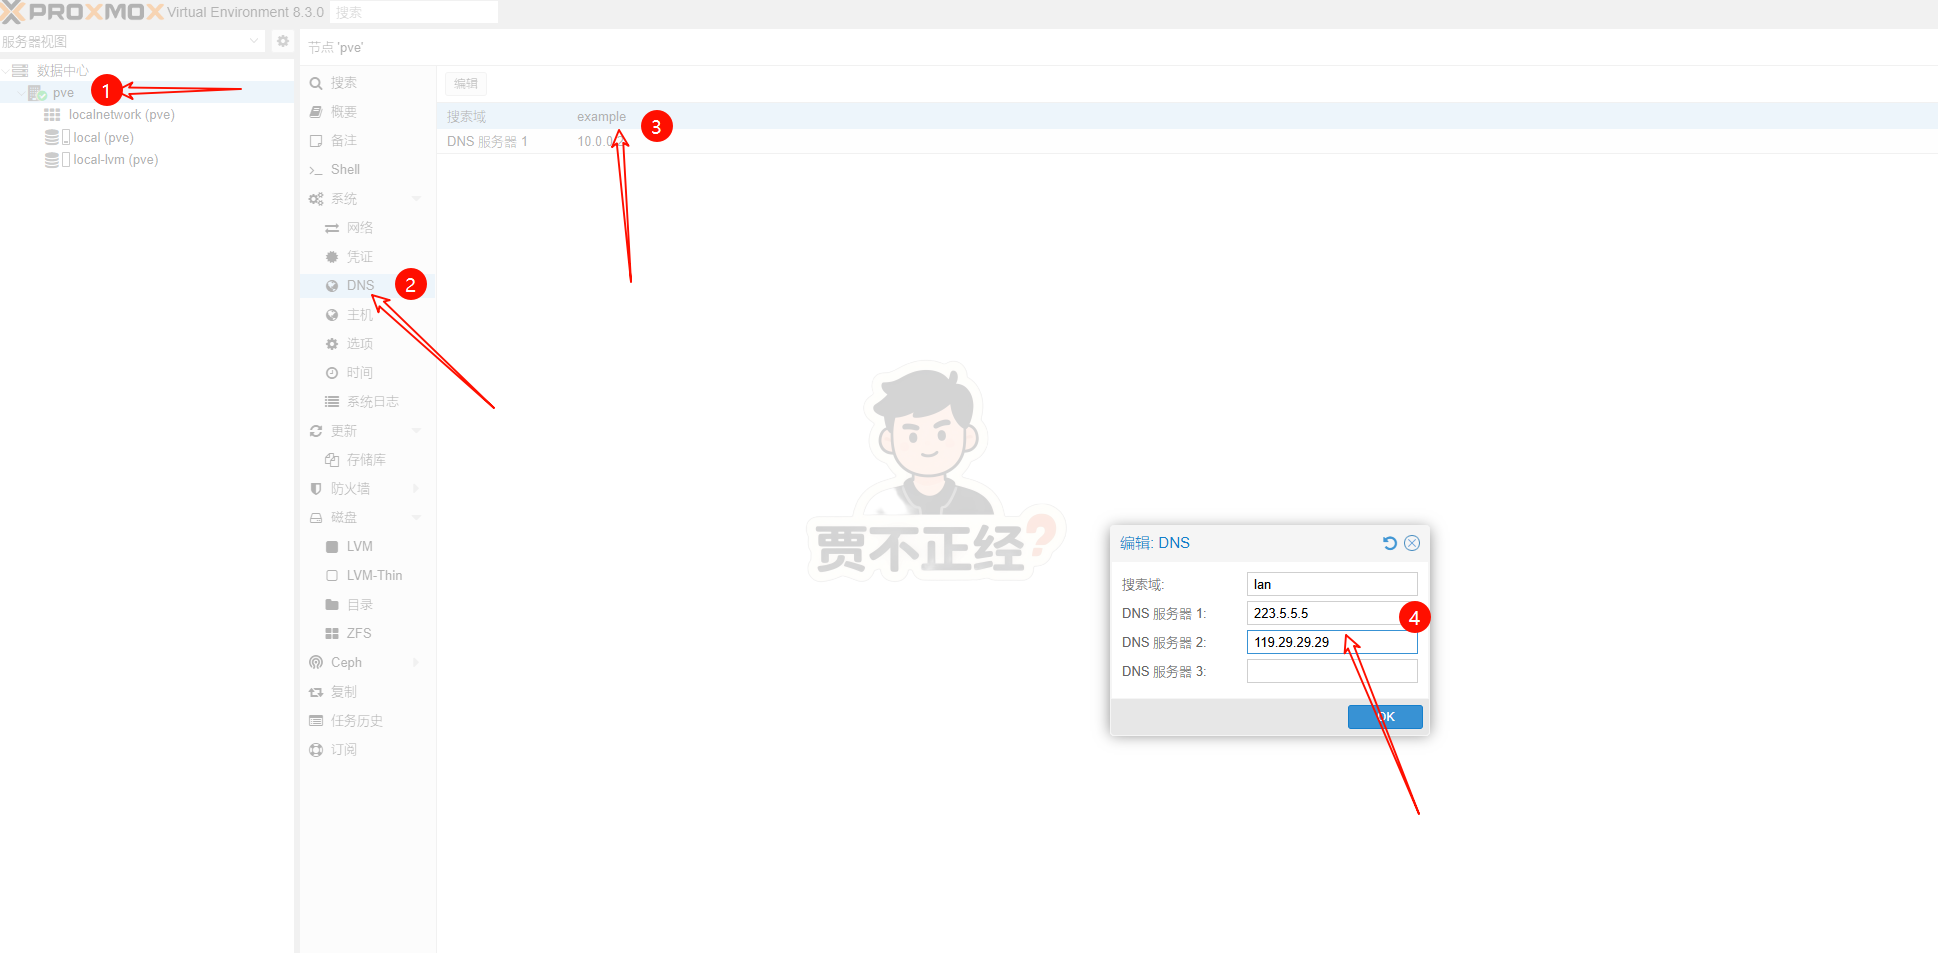 PROXMOX Virtual Environment 8.3.0 搜索
服务器视图
数据中心
pve
1
localnetwork (pve)
local (pve)
local-lvm (pve)
节点 'pve'
搜索
概要
备注
Shell
系统
网络
凭证
DNS
2
主机
选项
时间
系统日志
更新
存储库
防火墙
磁盘
LVM
LVM-Thin
目录
ZFS
Ceph
复制
任务历史
订阅
编辑
搜索域 example
3
DNS 服务器 1 10.0.0.
贾不正经?
编辑: DNS
搜索域: lan
DNS 服务器 1: 223.5.5.5
4
DNS 服务器 2: 119.29.29.29
DNS 服务器 3:
OK